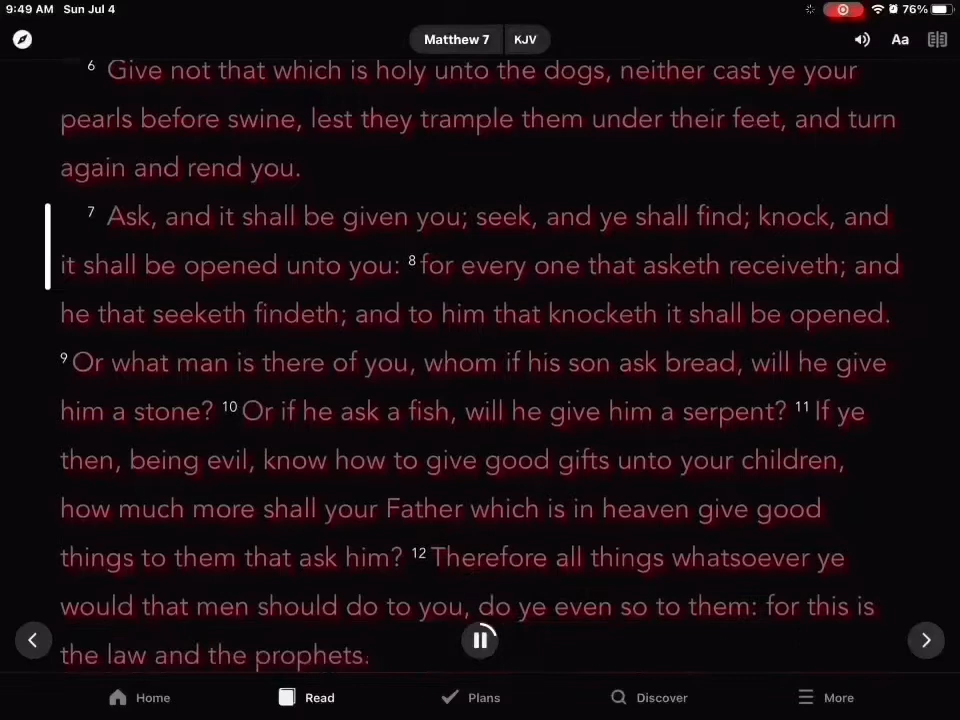 9:49 AM Sun Jul 4 76%
Matthew 7 KJV Aa
6 Give not that which is holy unto the dogs, neither cast ye your
pearls before swine, lest they trample them under their feet, and turn
again and rend you.
7 Ask, and it shall be given you; seek, and ye shall find; knock, and
it shall be opened unto you: 8 for every one that asketh receiveth; and
he that seeketh findeth; and to him that knocketh it shall be opened.
9 Or what man is there of you, whom if his son ask bread, will he give
him a stone? 10 Or if he ask a fish, will he give him a serpent? 11 If ye
then, being evil, know how to give good gifts unto your children,
how much more shall your Father which is in heaven give good
things to them that ask him? 12 Therefore all things whatsoever ye
would that men should do to you, do ye even so to them: for this is
the law and the prophets.
Home Read Plans Discover More